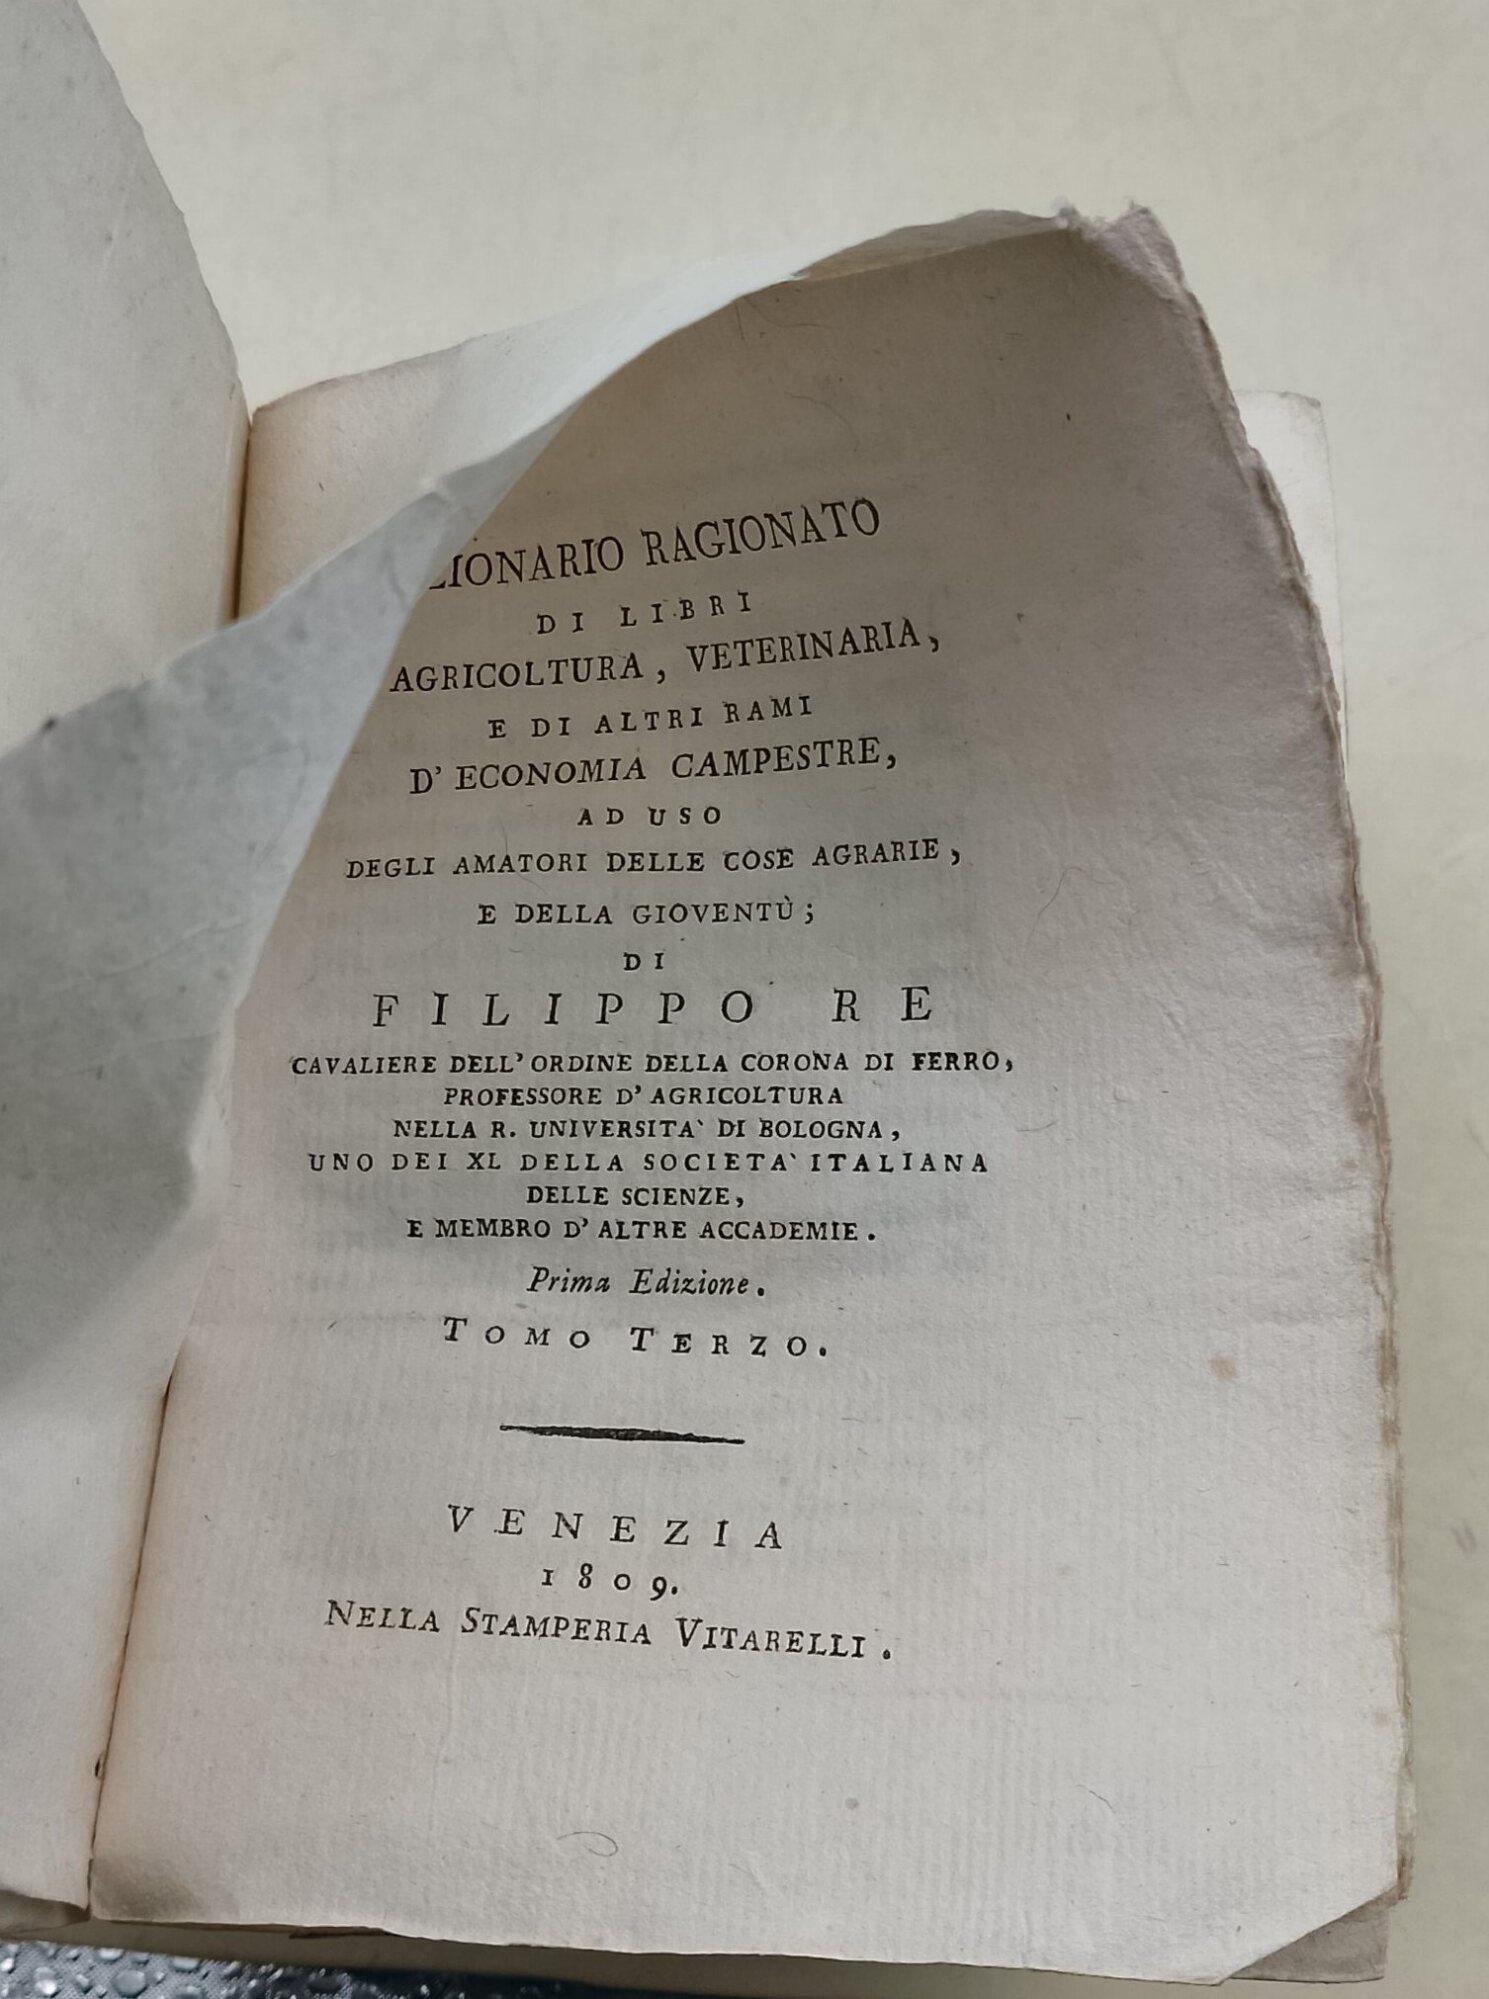 ZIONARIO RAGIONATO
DI LIBRI
AGRICOLTURA, VETERINARIA,
E DI ALTRI RAMI
D' ECONOMIA CAMPESTRE,
AD USO
DEGLI AMATORI DELLE COSE AGRARIE,
E DELLA GIOVENTÙ;
DI
FILIPPO RE
CAVALIERE DELL' ORDINE DELLA CORONA DI FERRO,
PROFESSORE D' AGRICOLTURA
NELLA R. UNIVERSITA` DI BOLOGNA,
UNO DEI XL DELLA SOCIETA` ITALIANA
DELLE SCIENZE,
E MEMBRO D' ALTRE ACCADEMIE.
Prima Edizione.
TOMO TERZO.
VENEZIA
1809.
NELLA STAMPERIA VITARELLI.